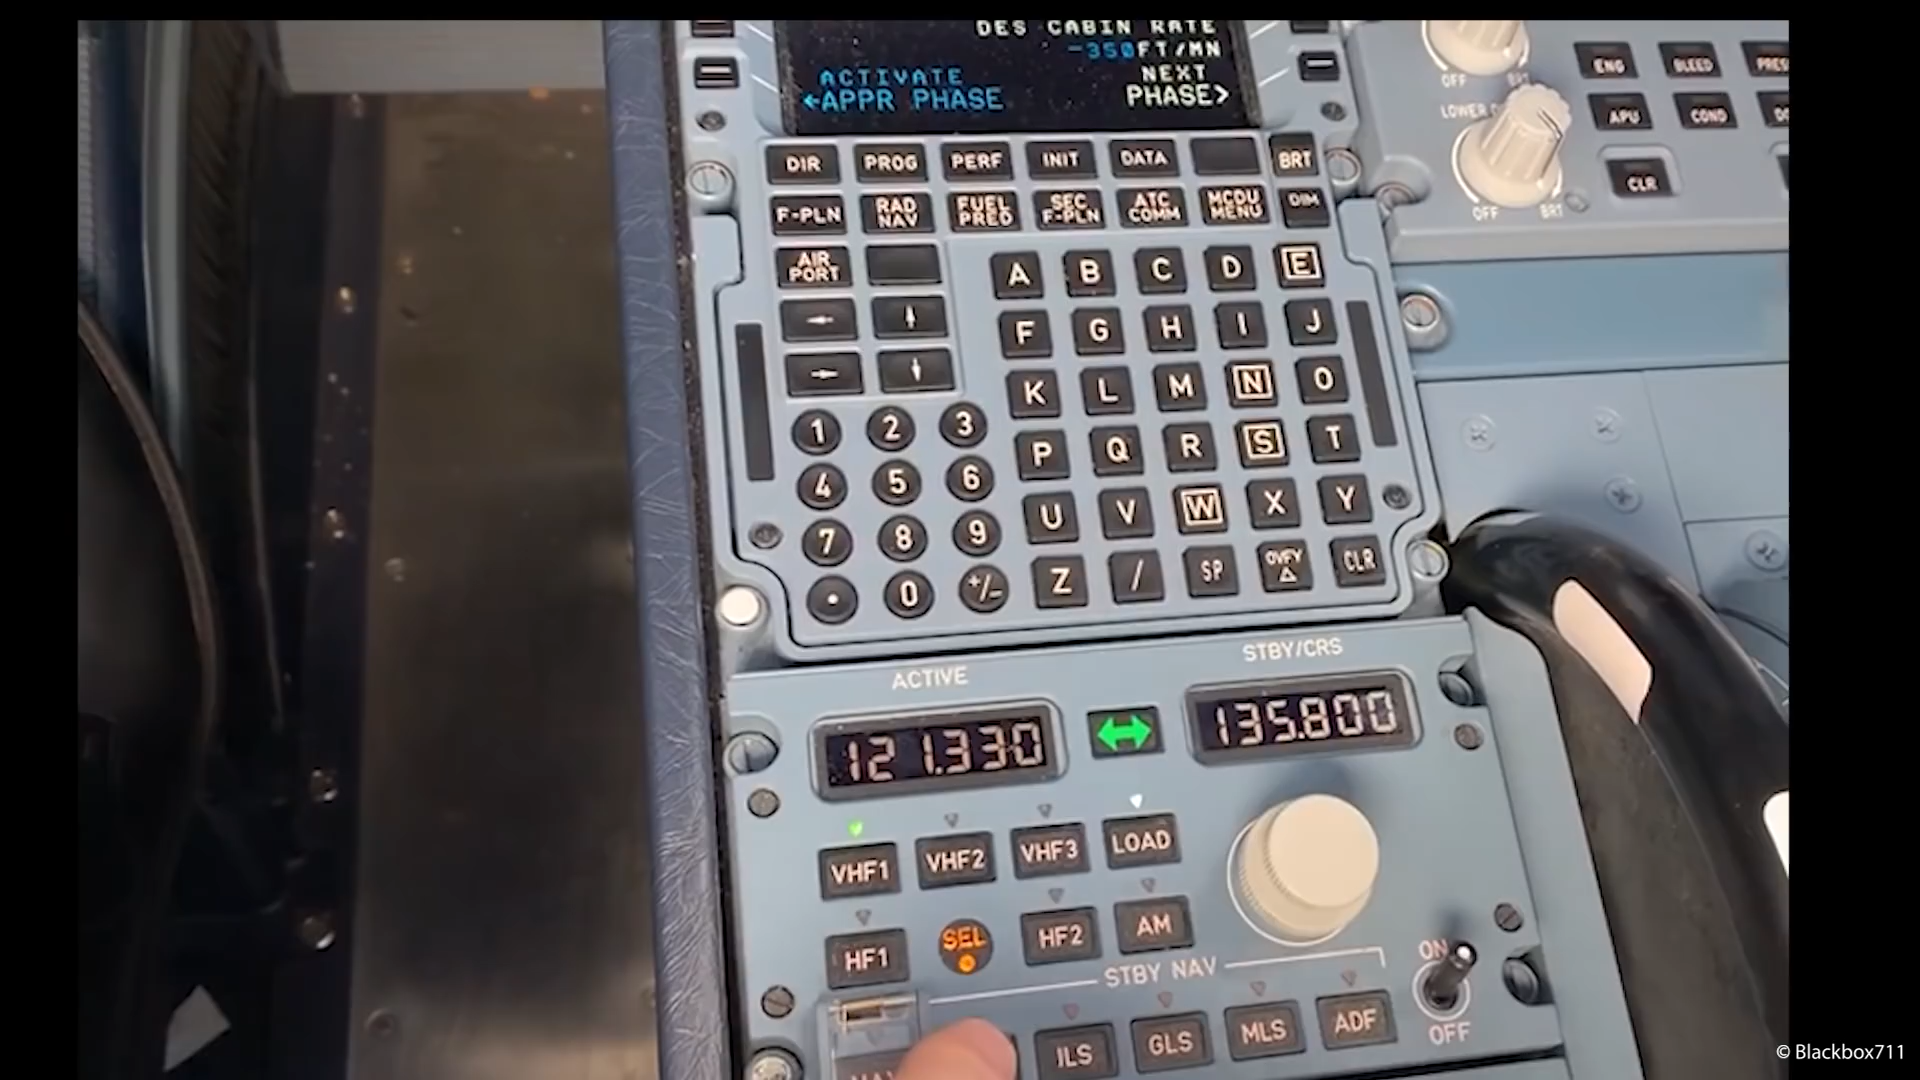 DES CABIN RATE
-350FT/MN
ACTIVATE NEXT
←APPR PHASE PHASE>
OFF BRT
ENG BLEED
LOWER
APU COND
CLR
OFF BRT
DIR PROG PERF INIT DATA BRT
F-PLN RAD NAV FUEL PRED SEC F-PLN ATC COMM MCDU MENU DIM
AIR PORT
A B C D E
F G H I J
K L M N O
1 2 3
P Q R S T
4 5 6
U V W X Y
7 8 9
Z / SP OVFY Δ CLR
. 0 +/-
ACTIVE STBY/CRS
121.330 135.800
VHF1 VHF2 VHF3 LOAD
HF1 SEL HF2 AM
STBY NAV
ON
OFF
ILS GLS MLS ADF
© Blackbox711